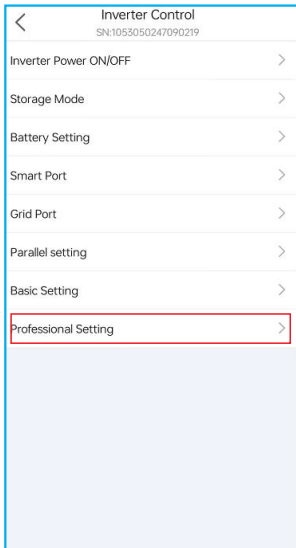 Inverter Control
SN:1053050247090219
Inverter Power ON/OFF
Storage Mode
Battery Setting
Smart Port
Grid Port
Parallel setting
Basic Setting
Professional Setting